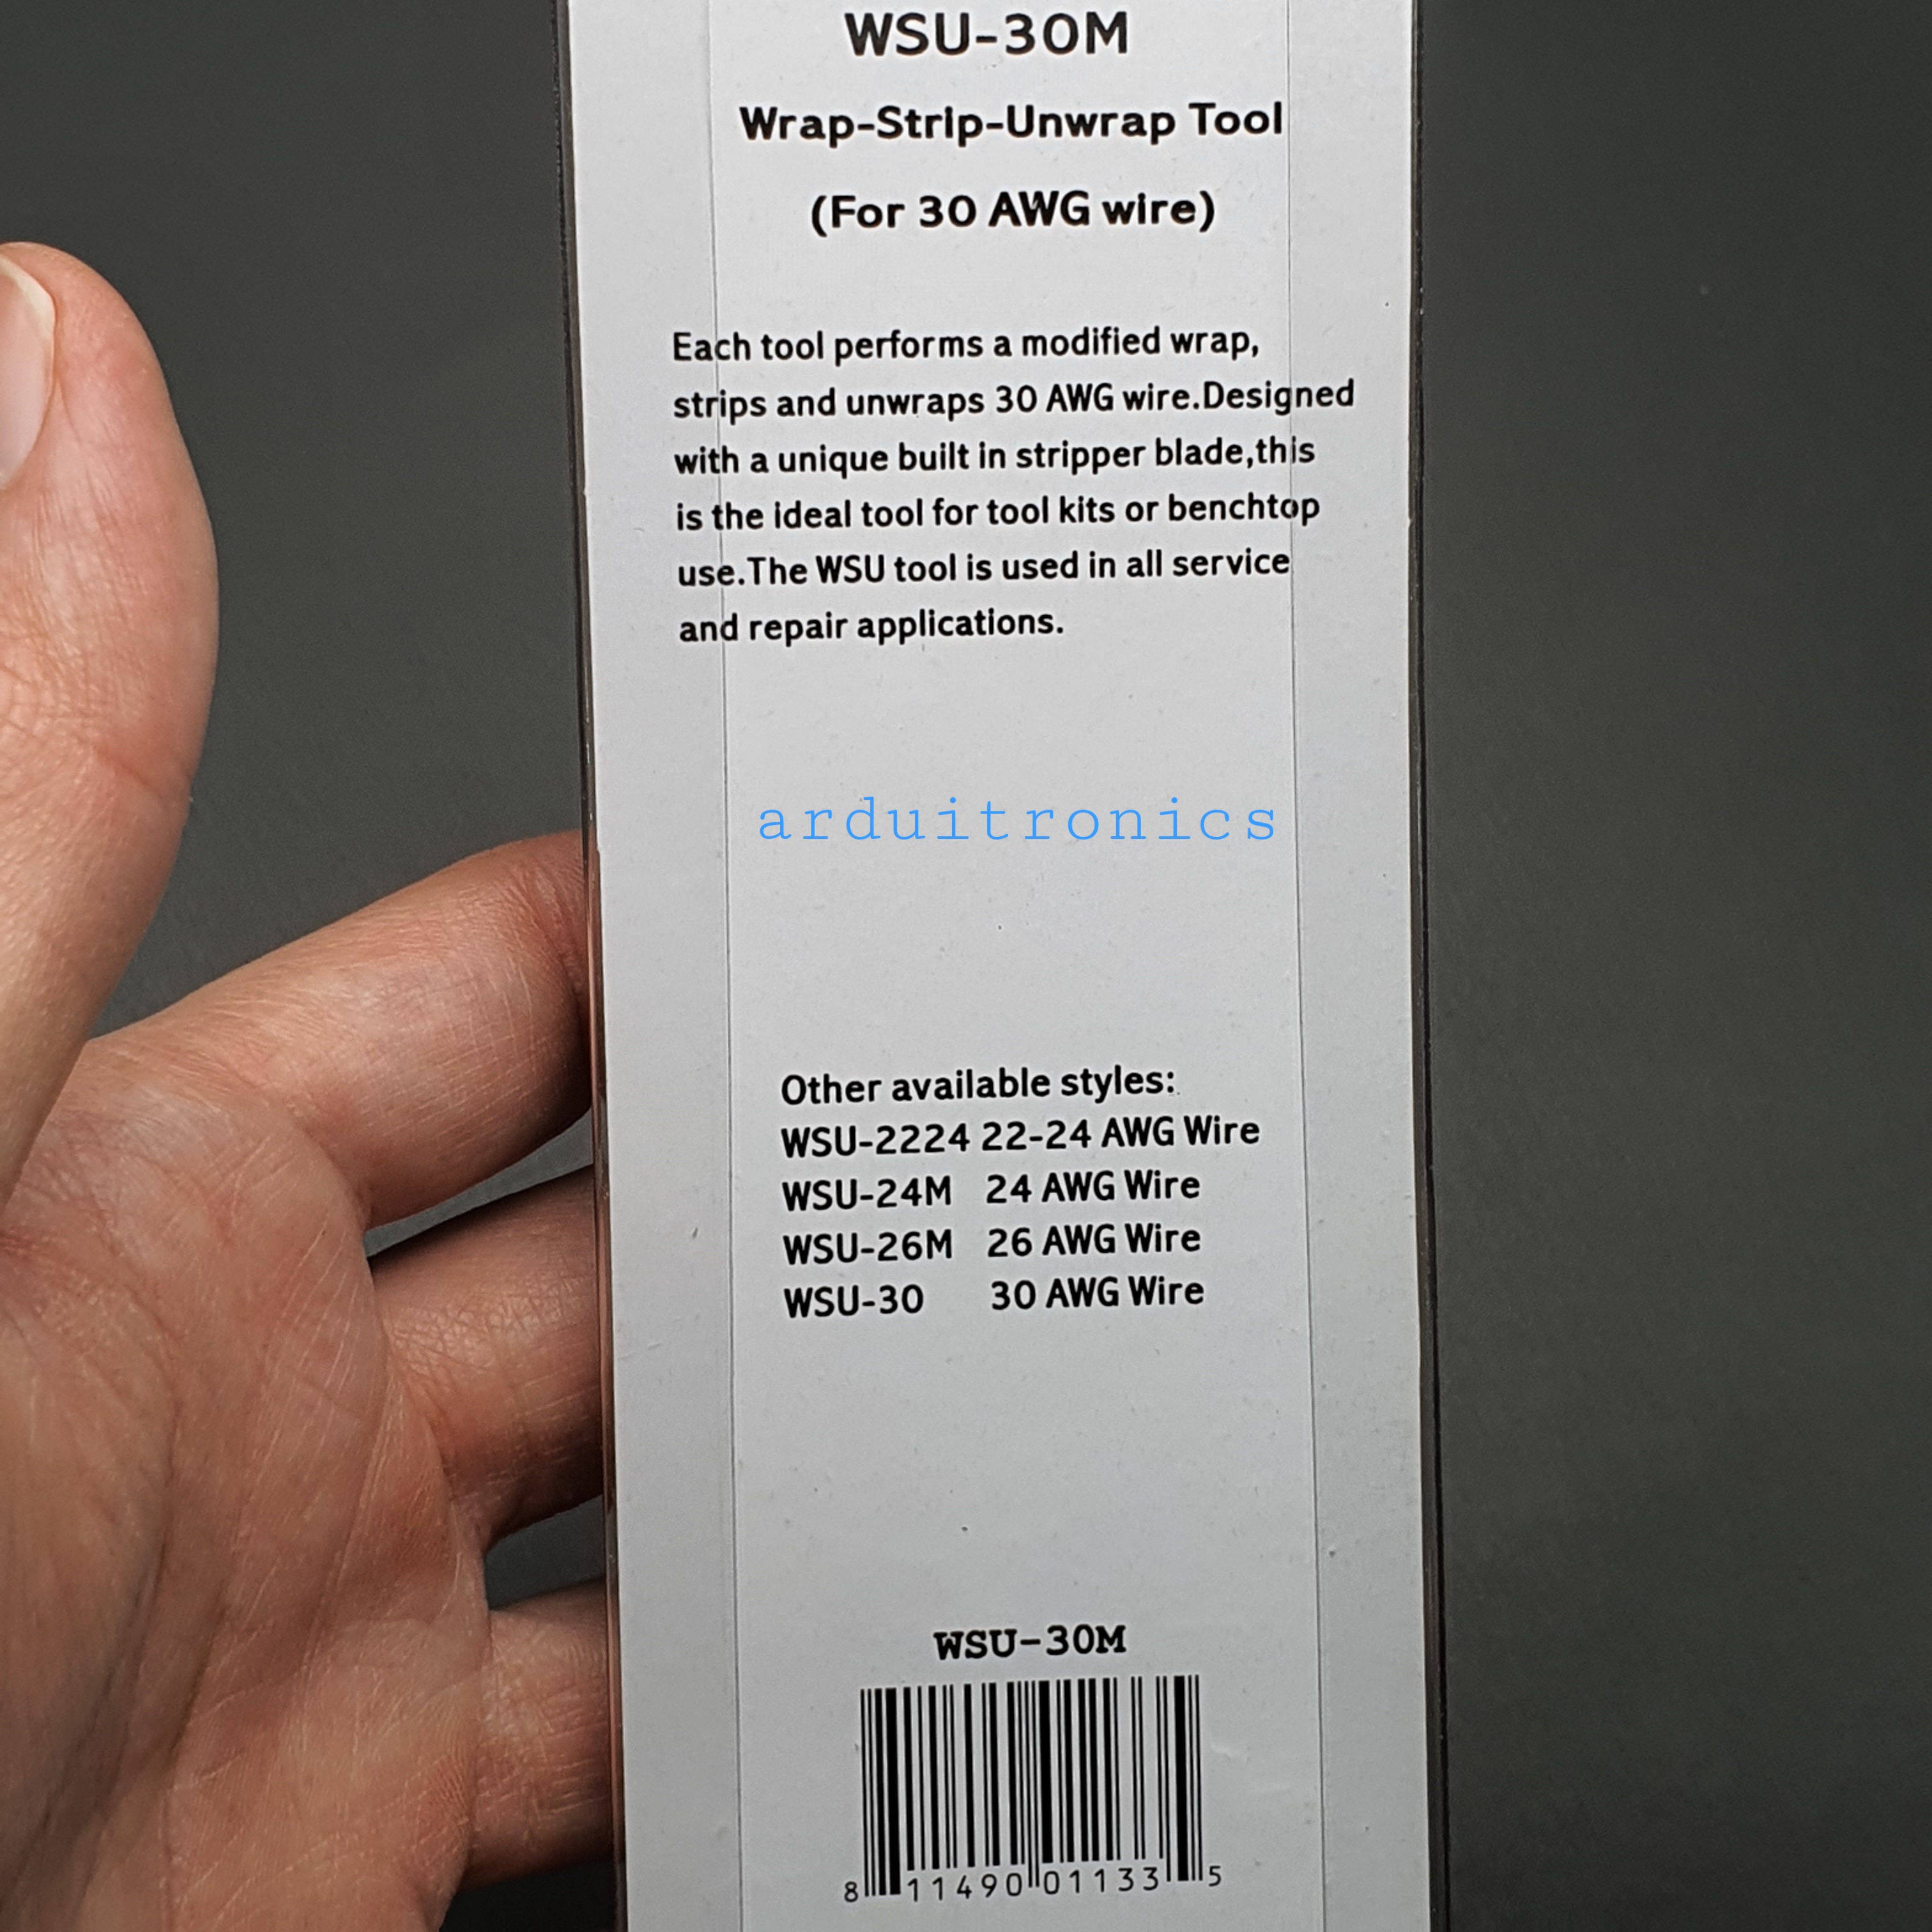 WSU-30M
Wrap-Strip-Unwrap Tool
(For 30 AWG wire)
Each tool performs a modified wrap,
strips and unwraps 30 AWG wire.Designed
with a unique built in stripper blade,this
is the ideal tool for tool kits or benchtop
use.The WSU tool is used in all service
and repair applications.
arduitronics
Other available styles:
WSU-2224 22-24 AWG Wire
WSU-24M 24 AWG Wire
WSU-26M 26 AWG Wire
WSU-30 30 AWG Wire
WSU-30M
8 11490 01133 5